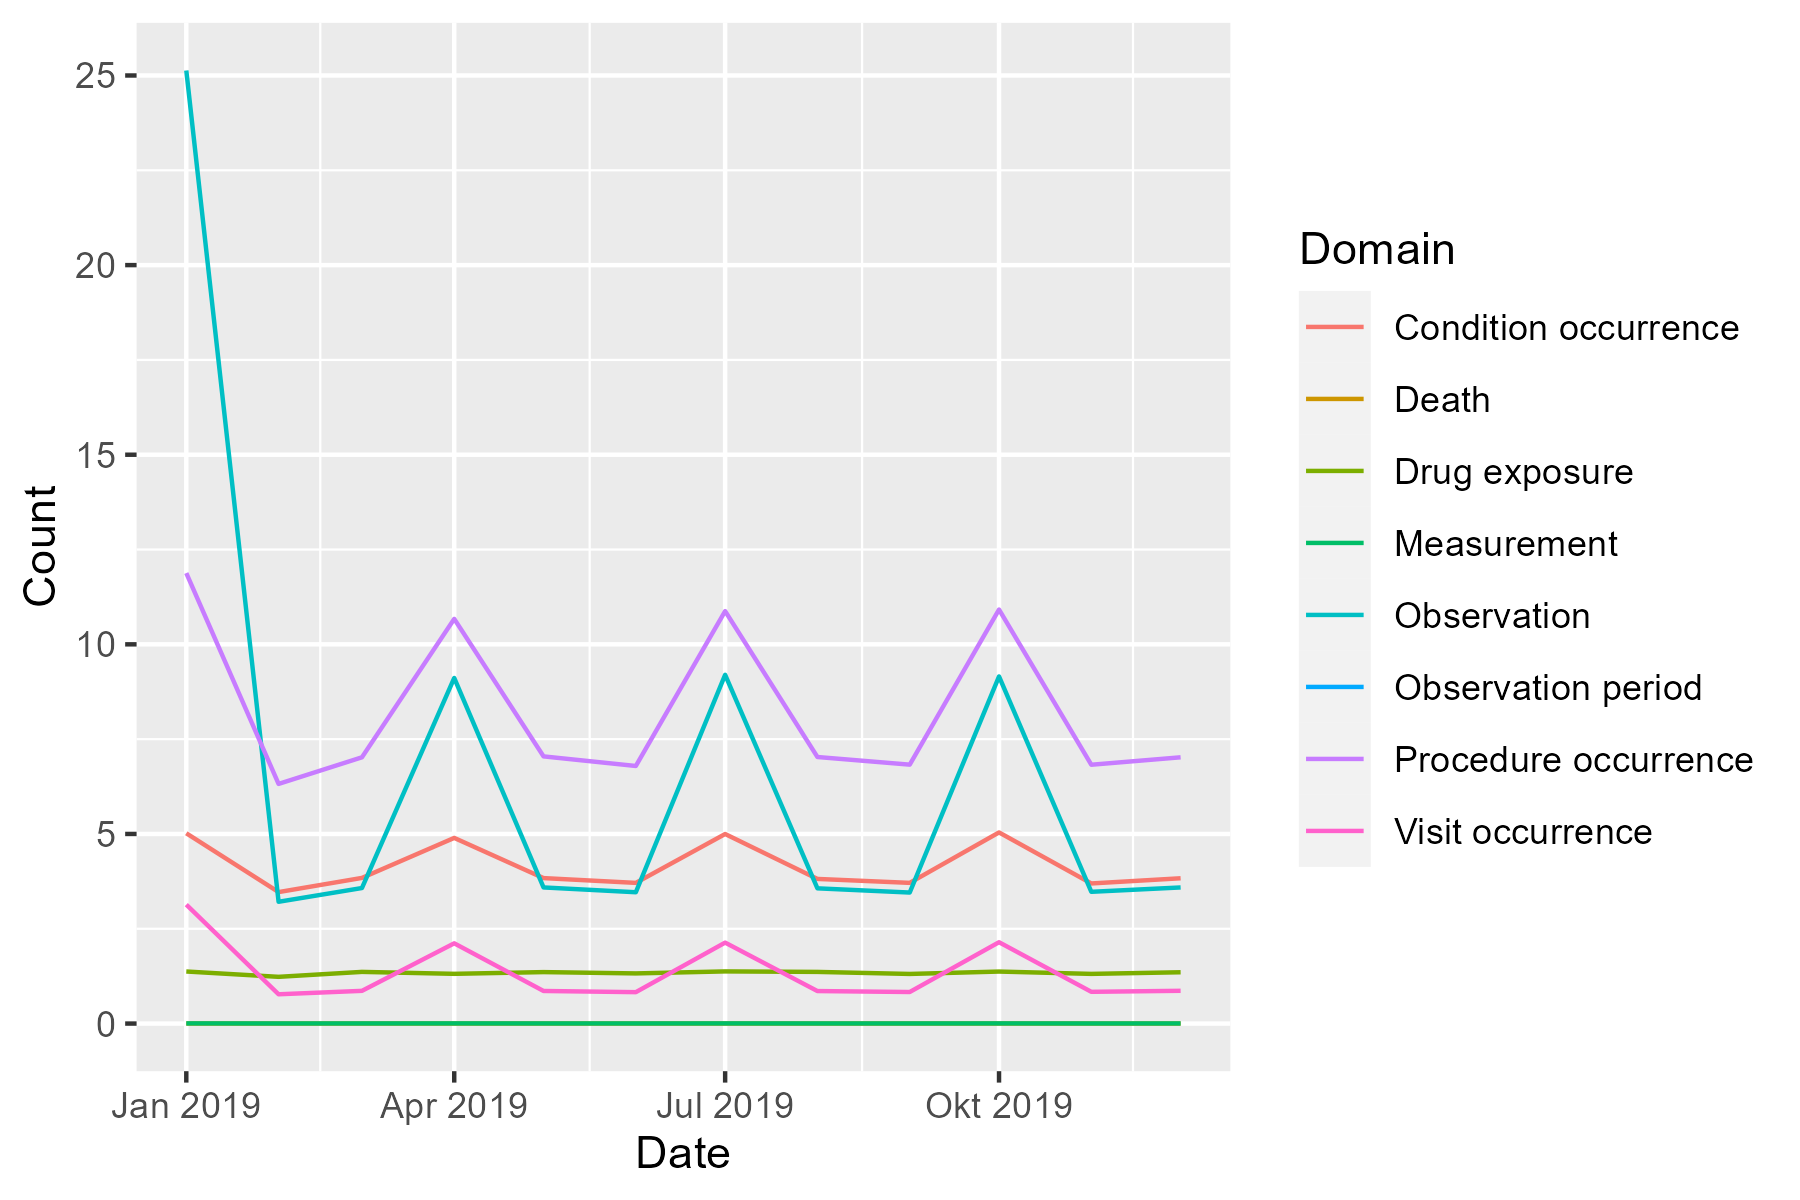 25
20
15
10
5
0
Count
Jan 2019 Apr 2019 Jul 2019 Okt 2019
Date
Domain
Condition occurrence
Death
Drug exposure
Measurement
Observation
Observation period
Procedure occurrence
Visit occurrence